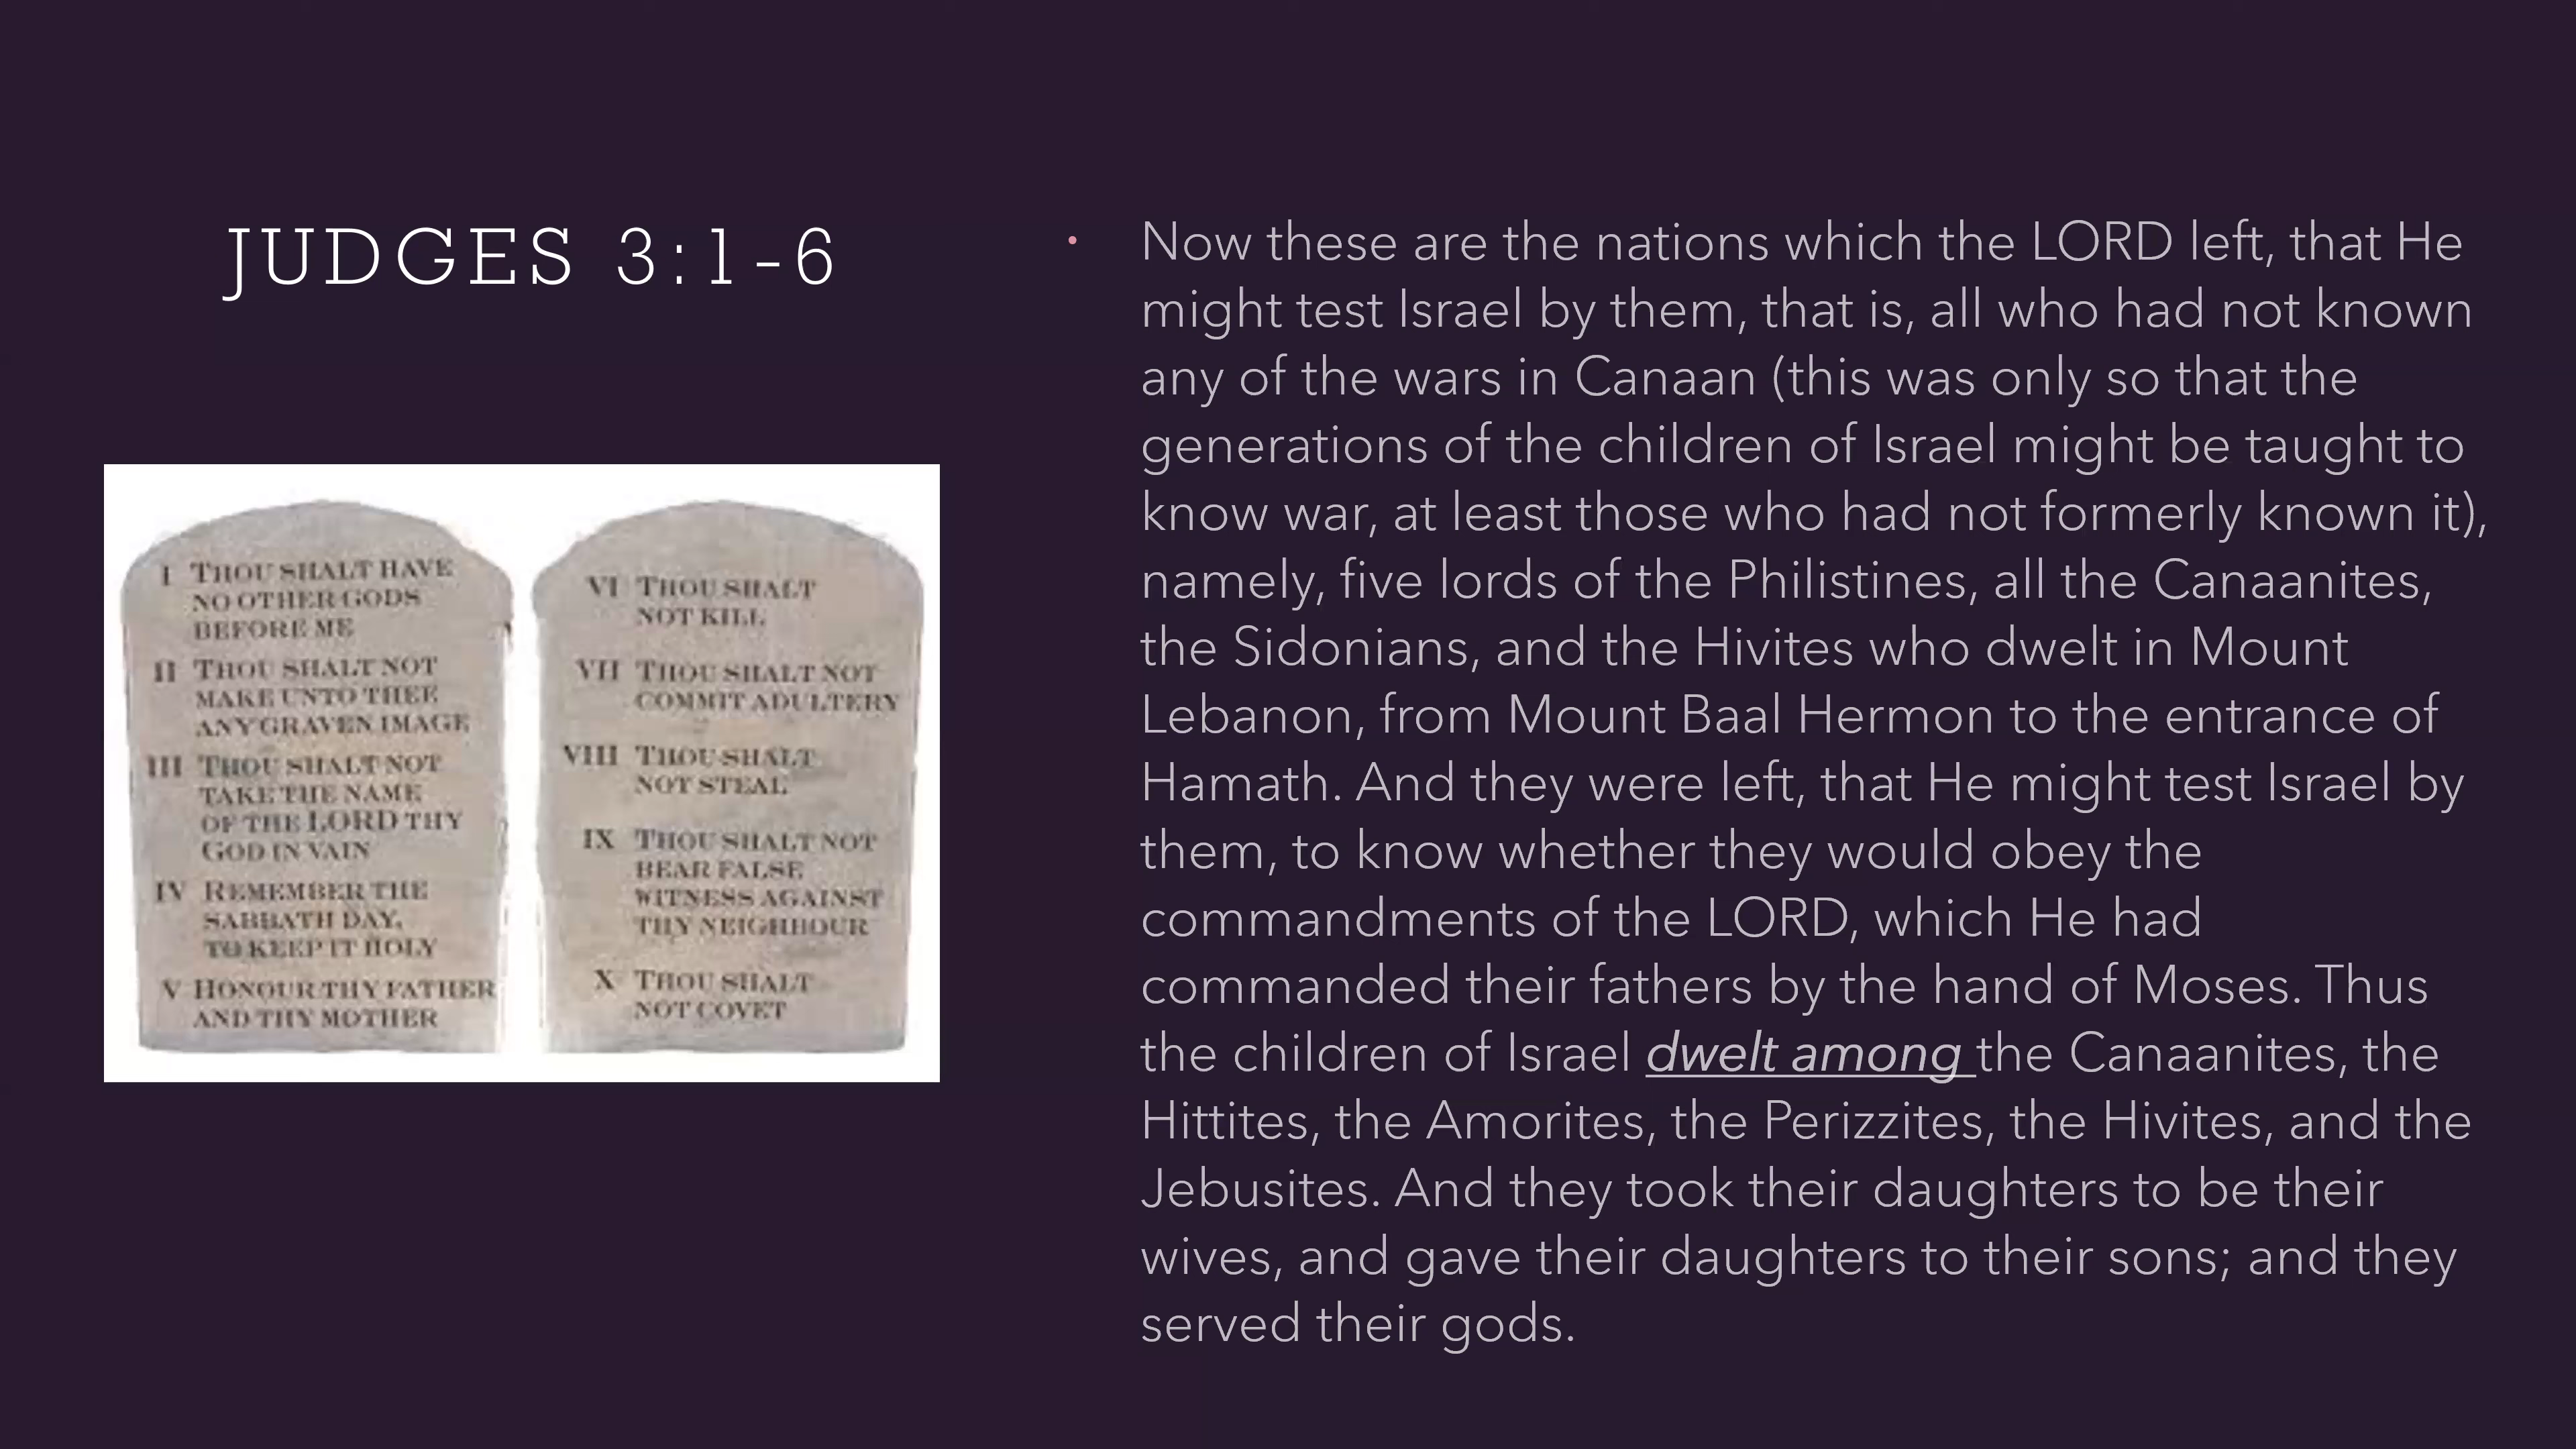 JUDGES 3:1-6
I THOU SHALT HAVE
NO OTHER GODS
BEFORE ME
II THOU SHALT NOT
MAKE UNTO THEE
ANY GRAVEN IMAGE
III THOU SHALT NOT
TAKE THE NAME
OF THE LORD THY
GOD IN VAIN
IV REMEMBER THE
SABBATH DAY,
TO KEEP IT HOLY
V HONOUR THY FATHER
AND THY MOTHER
VI THOU SHALT
NOT KILL
VII THOU SHALT NOT
COMMIT ADULTERY
VIII THOU SHALT
NOT STEAL
IX THOU SHALT NOT
BEAR FALSE
WITNESS AGAINST
THY NEIGHBOUR
X THOU SHALT
NOT COVET
• Now these are the nations which the LORD left, that He
might test Israel by them, that is, all who had not known
any of the wars in Canaan (this was only so that the
generations of the children of Israel might be taught to
know war, at least those who had not formerly known it),
namely, five lords of the Philistines, all the Canaanites,
the Sidonians, and the Hivites who dwelt in Mount
Lebanon, from Mount Baal Hermon to the entrance of
Hamath. And they were left, that He might test Israel by
them, to know whether they would obey the
commandments of the LORD, which He had
commanded their fathers by the hand of Moses. Thus
the children of Israel dwelt among the Canaanites, the
Hittites, the Amorites, the Perizzites, the Hivites, and the
Jebusites. And they took their daughters to be their
wives, and gave their daughters to their sons; and they
served their gods.